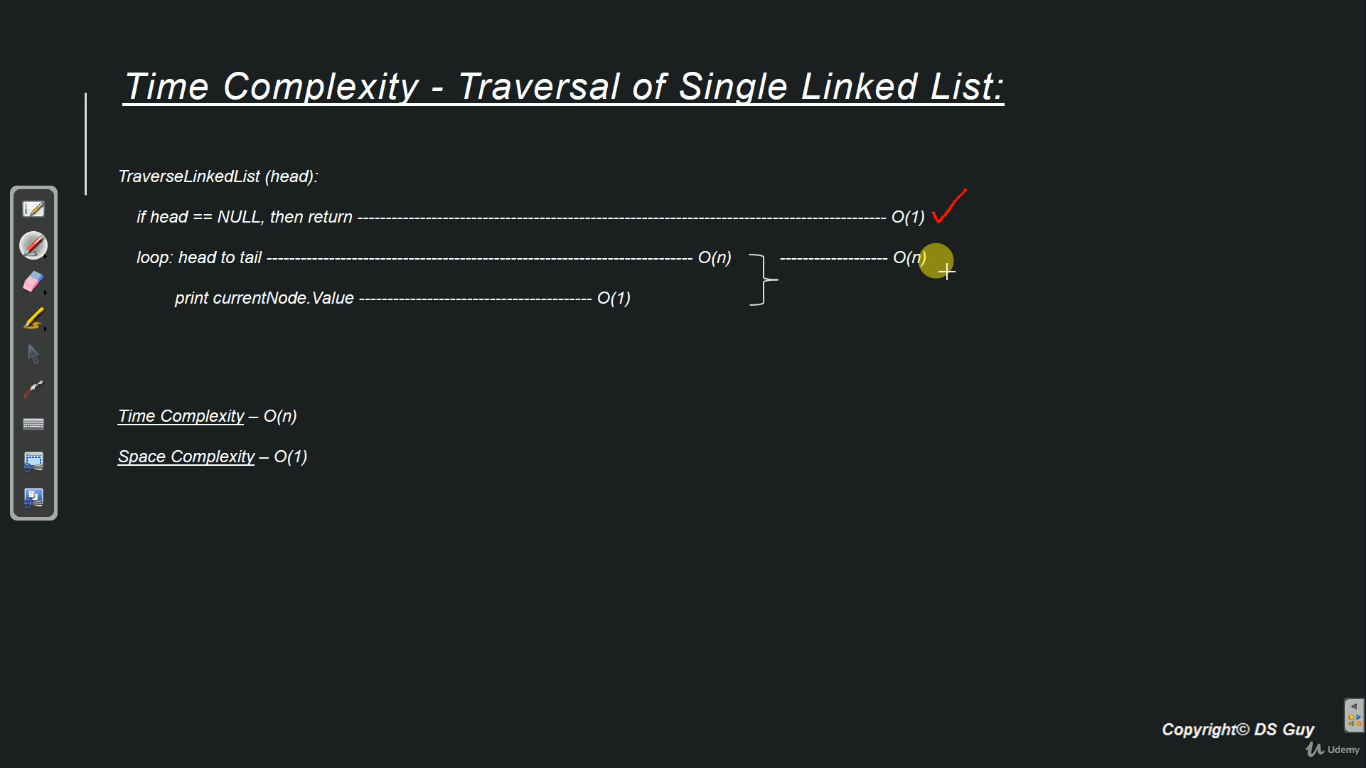 Time Complexity - Traversal of Single Linked List:
TraverseLinkedList (head):
if head == NULL, then return --------------------------------------------------------------------------------------------- O(1)
loop: head to tail --------------------------------------------------------------------------- O(n) ------------------- O(n)
print currentNode.Value ----------------------------------------- O(1)
Time Complexity – O(n)
Space Complexity – O(1)
Copyright© DS Guy
Udemy